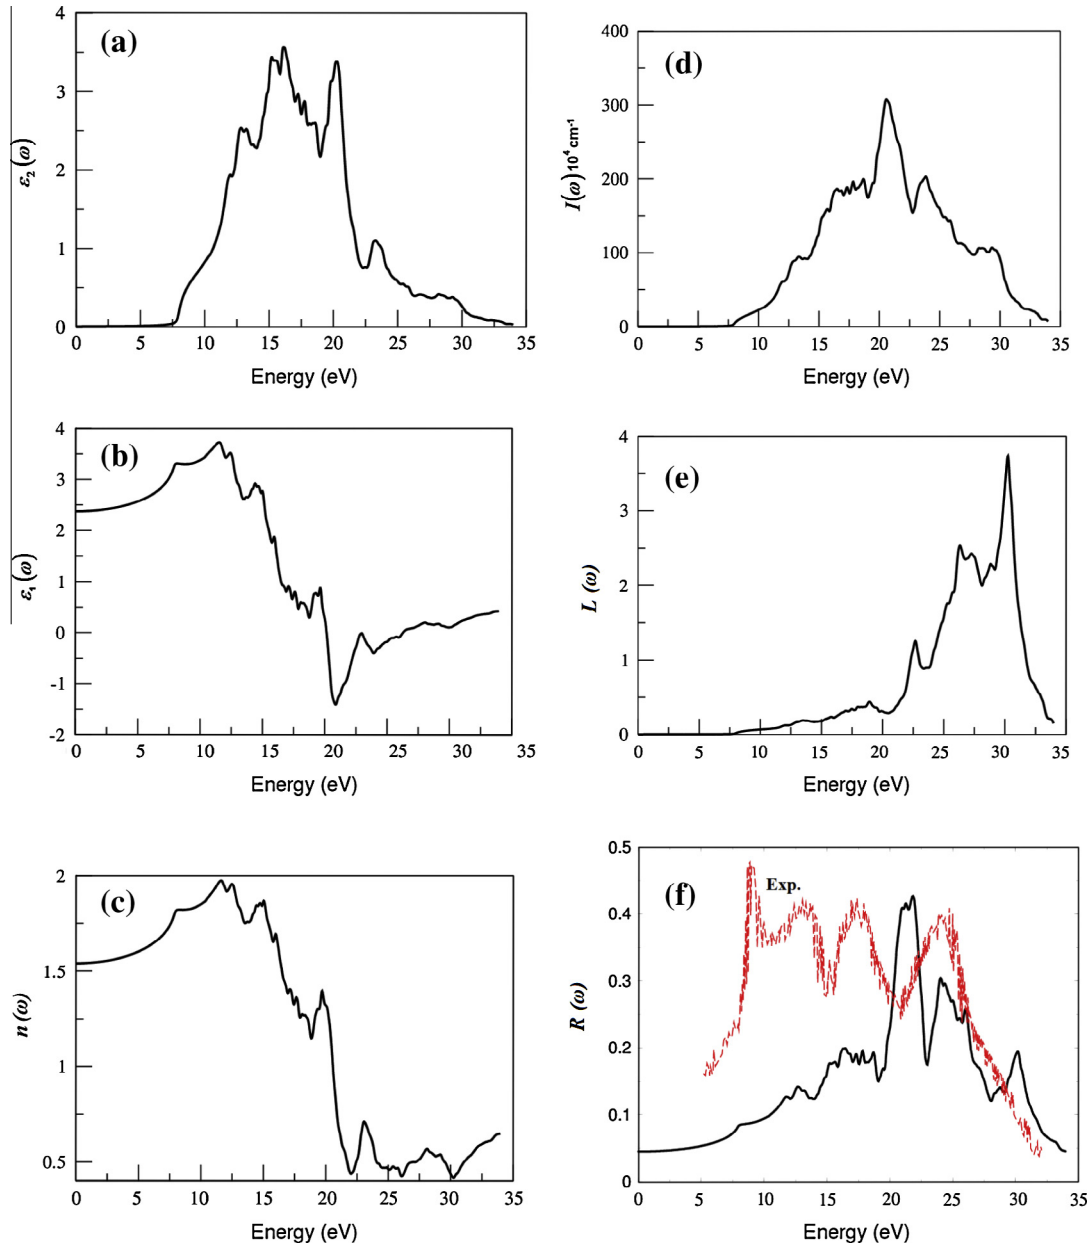 (a)
ε₂(ω)
4
3
2
1
0
0 5 10 15 20 25 30 35
Energy (eV)
(b)
ε₁(ω)
4
3
2
1
0
-1
-2
0 5 10 15 20 25 30 35
Energy (eV)
(c)
n(ω)
2
1.5
1
0.5
0 5 10 15 20 25 30 35
Energy (eV)
(d)
I(ω) 10⁴ cm⁻¹
400
300
200
100
0
0 5 10 15 20 25 30 35
Energy (eV)
(e)
L (ω)
4
3
2
1
0
0 5 10 15 20 25 30 35
Energy (eV)
(f)
Exp.
R (ω)
0.5
0.4
0.3
0.2
0.1
0
0 5 10 15 20 25 30 35
Energy (eV)